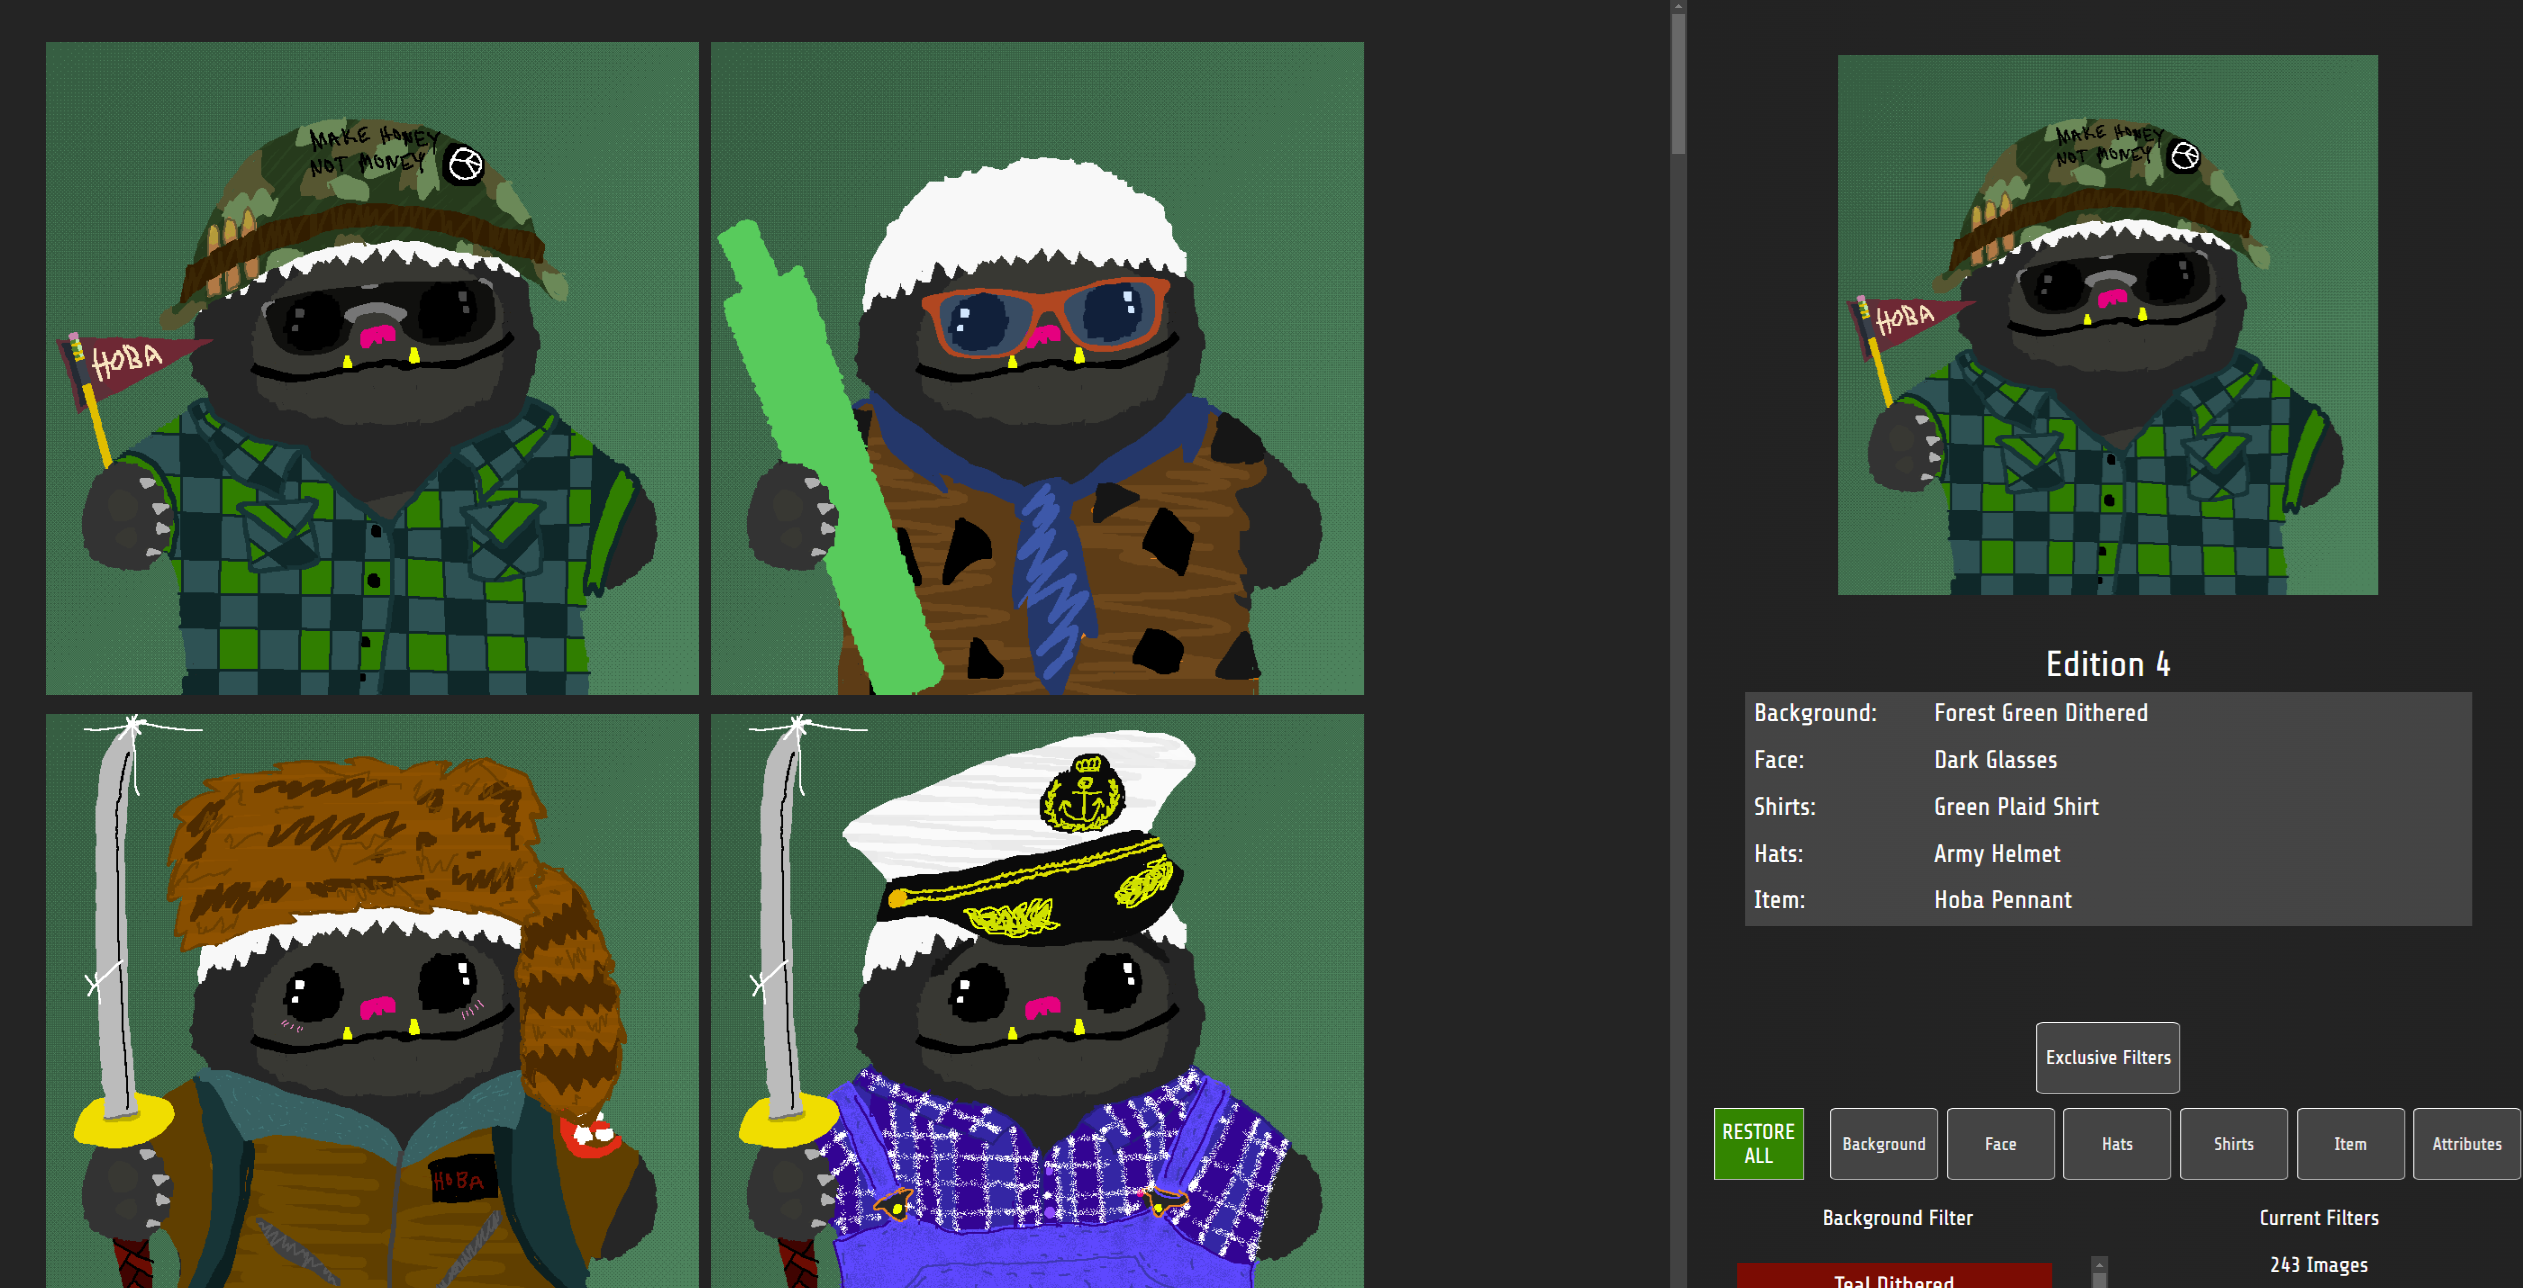 MAKE HONEY
NOT MONEY
HOBA
HOBA
MAKE HONEY
NOT MONEY
HOBA
Edition 4
Background: Forest Green Dithered
Face: Dark Glasses
Shirts: Green Plaid Shirt
Hats: Army Helmet
Item: Hoba Pennant
Exclusive Filters
RESTORE
ALL
Background
Face
Hats
Shirts
Item
Attributes
Background Filter
Current Filters
243 Images
Teal Dithered